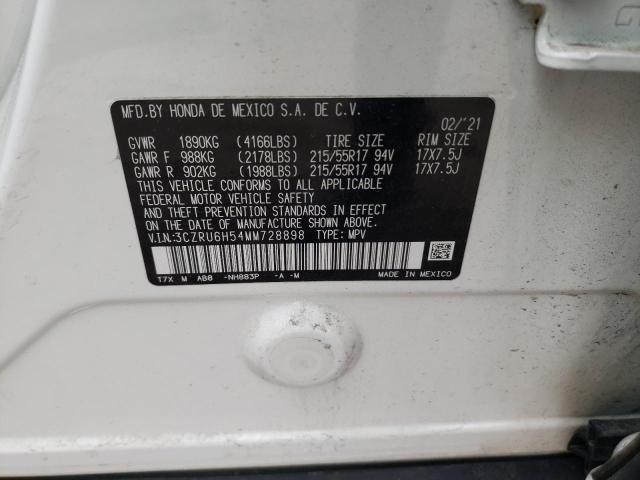 MFD.BY HONDA DE MEXICO S.A. DE C.V.
02/'21
GVWR 1890KG (4166LBS) TIRE SIZE RIM SIZE
GAWR F 988KG (2178LBS) 215/55R17 94V 17X7.5J
GAWR R 902KG (1988LBS) 215/55R17 94V 17X7.5J
THIS VEHICLE CONFORMS TO ALL APPLICABLE
FEDERAL MOTOR VEHICLE SAFETY
AND THEFT PREVENTION STANDARDS IN EFFECT
ON THE DATE OF MANUFACTURE SHOWN ABOVE.
V.I.N:3CZRU6H54MM728898 TYPE: MPV
T7X M AB8 -NH883P -A -M MADE IN MEXICO